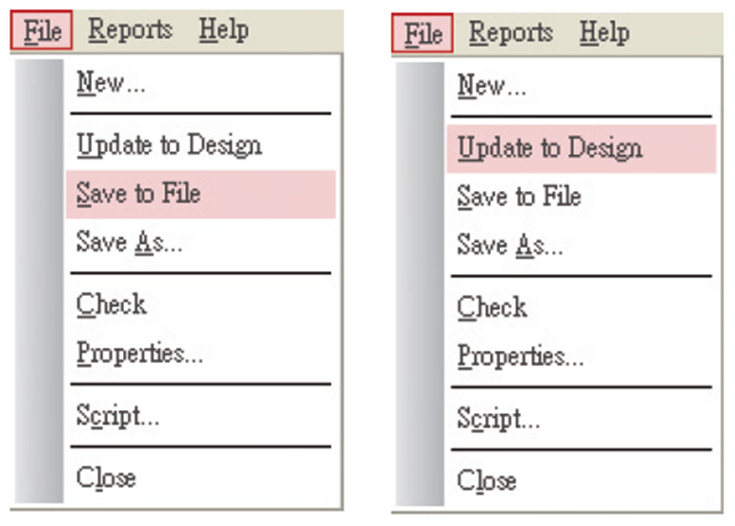 File Reports Help
New...
Update to Design
Save to File
Save As...
Check
Properties...
Script...
Close
File Reports Help
New...
Update to Design
Save to File
Save As...
Check
Properties...
Script...
Close